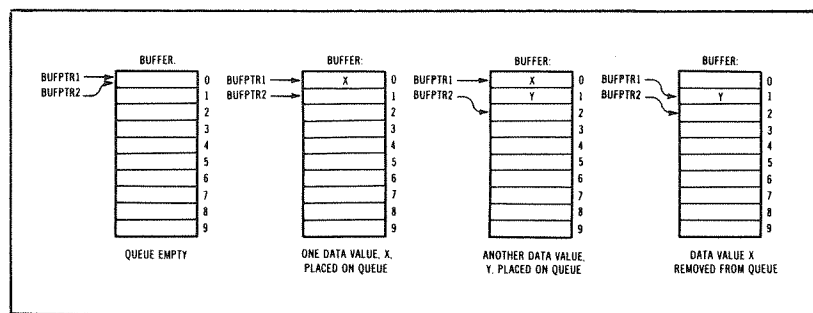 BUFFER.
BUFPTR1
BUFPTR2
0
1
2
3
4
5
6
7
8
9
QUEUE EMPTY
BUFFER:
BUFPTR1
BUFPTR2
X
0
1
2
3
4
5
6
7
8
9
ONE DATA VALUE, X,
PLACED ON QUEUE
BUFFER:
BUFPTR1
BUFPTR2
X
Y
0
1
2
3
4
5
6
7
8
9
ANOTHER DATA VALUE,
Y, PLACED ON QUEUE
BUFFER:
BUFPTR1
BUFPTR2
Y
0
1
2
3
4
5
6
7
8
9
DATA VALUE X
REMOVED FROM QUEUE